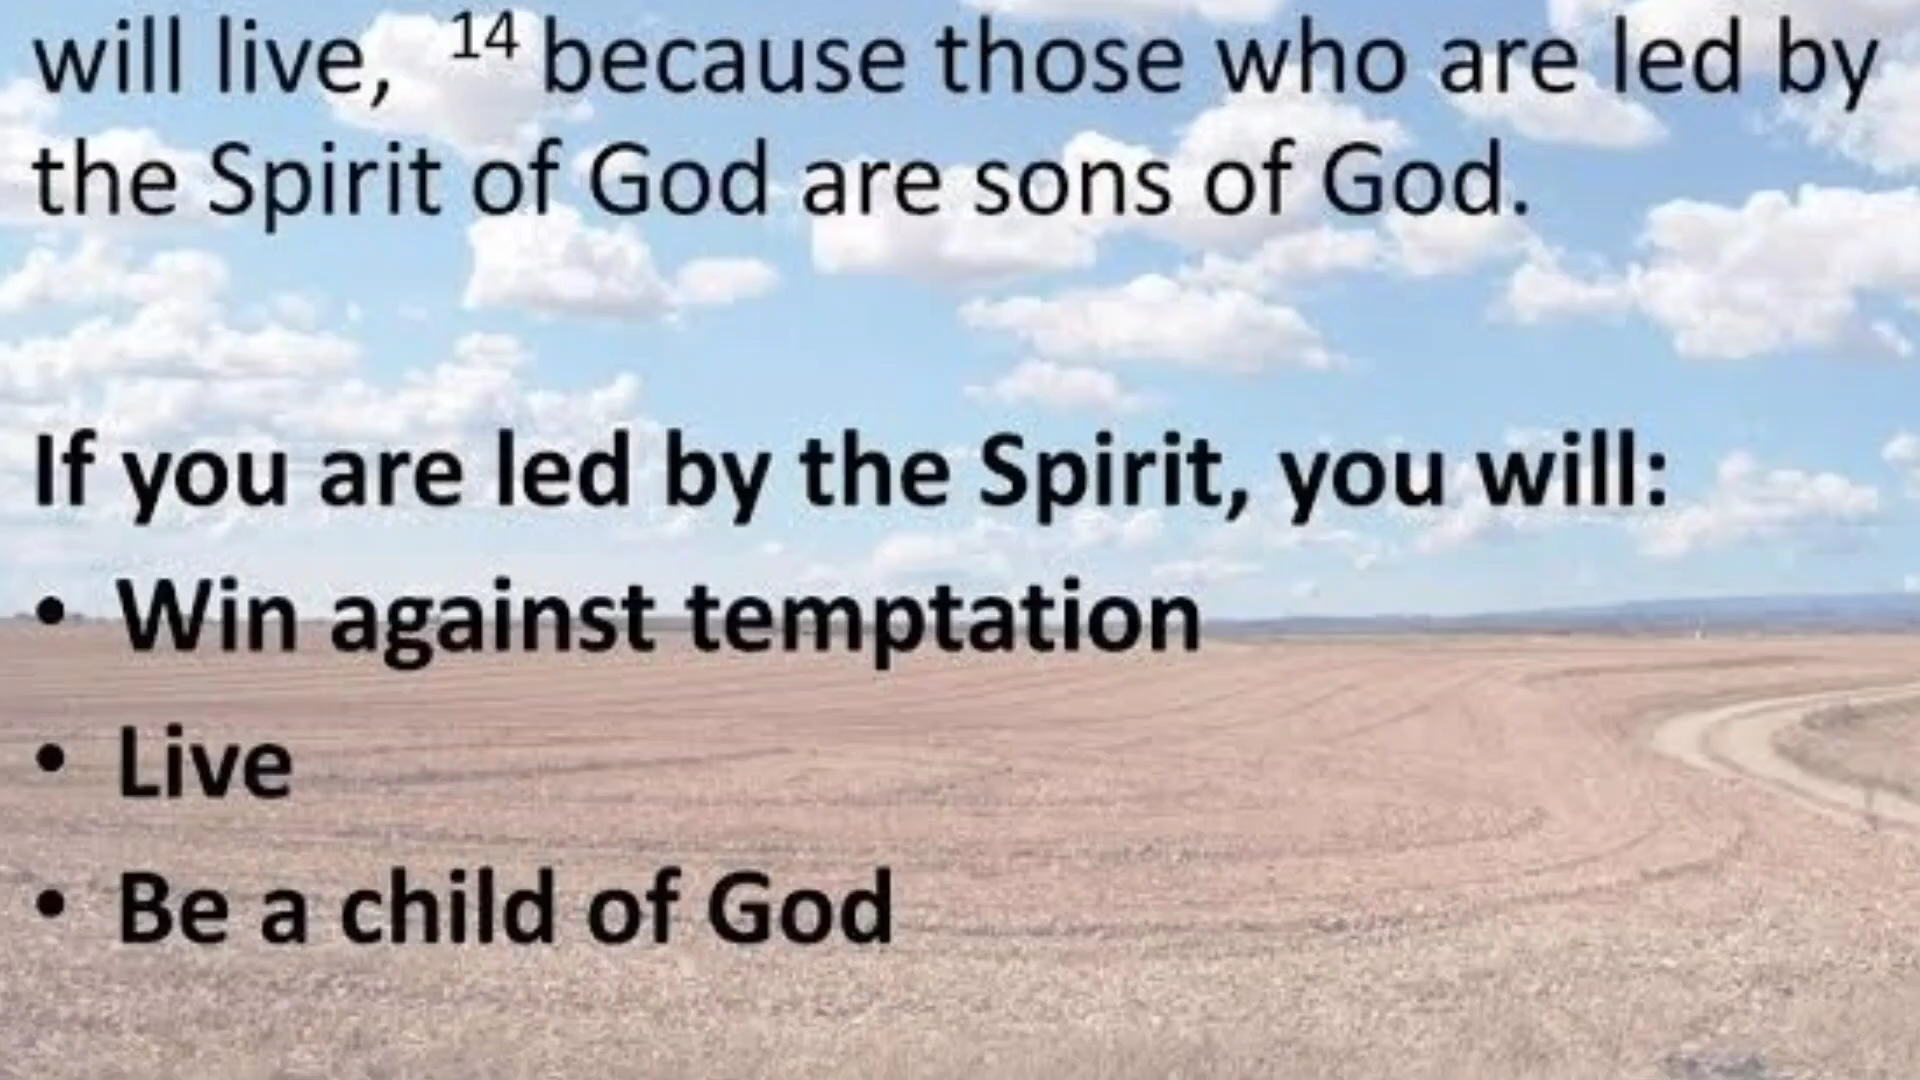 will live, 14 because those who are led by
the Spirit of God are sons of God.
If you are led by the Spirit, you will:
• Win against temptation
• Live
• Be a child of God